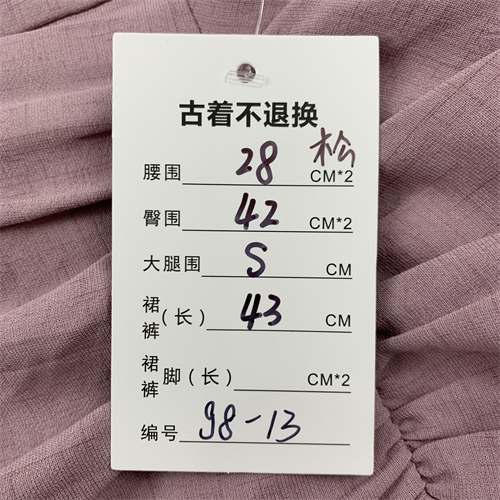 古着不退换
腰围 28 松 CM*2
臀围 42 CM*2
大腿围 S CM
裙裤(长) 43 CM
裙裤脚(长) CM*2
编号 98-13